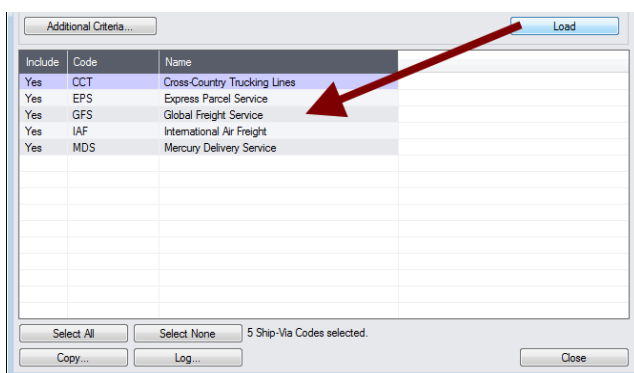 Additional Criteria... Load
Include Code Name
Yes CCT Cross-Country Trucking Lines
Yes EPS Express Parcel Service
Yes GFS Global Freight Service
Yes IAF International Air Freight
Yes MDS Mercury Delivery Service
Select All Select None 5 Ship-Via Codes selected.
Copy... Log... Close